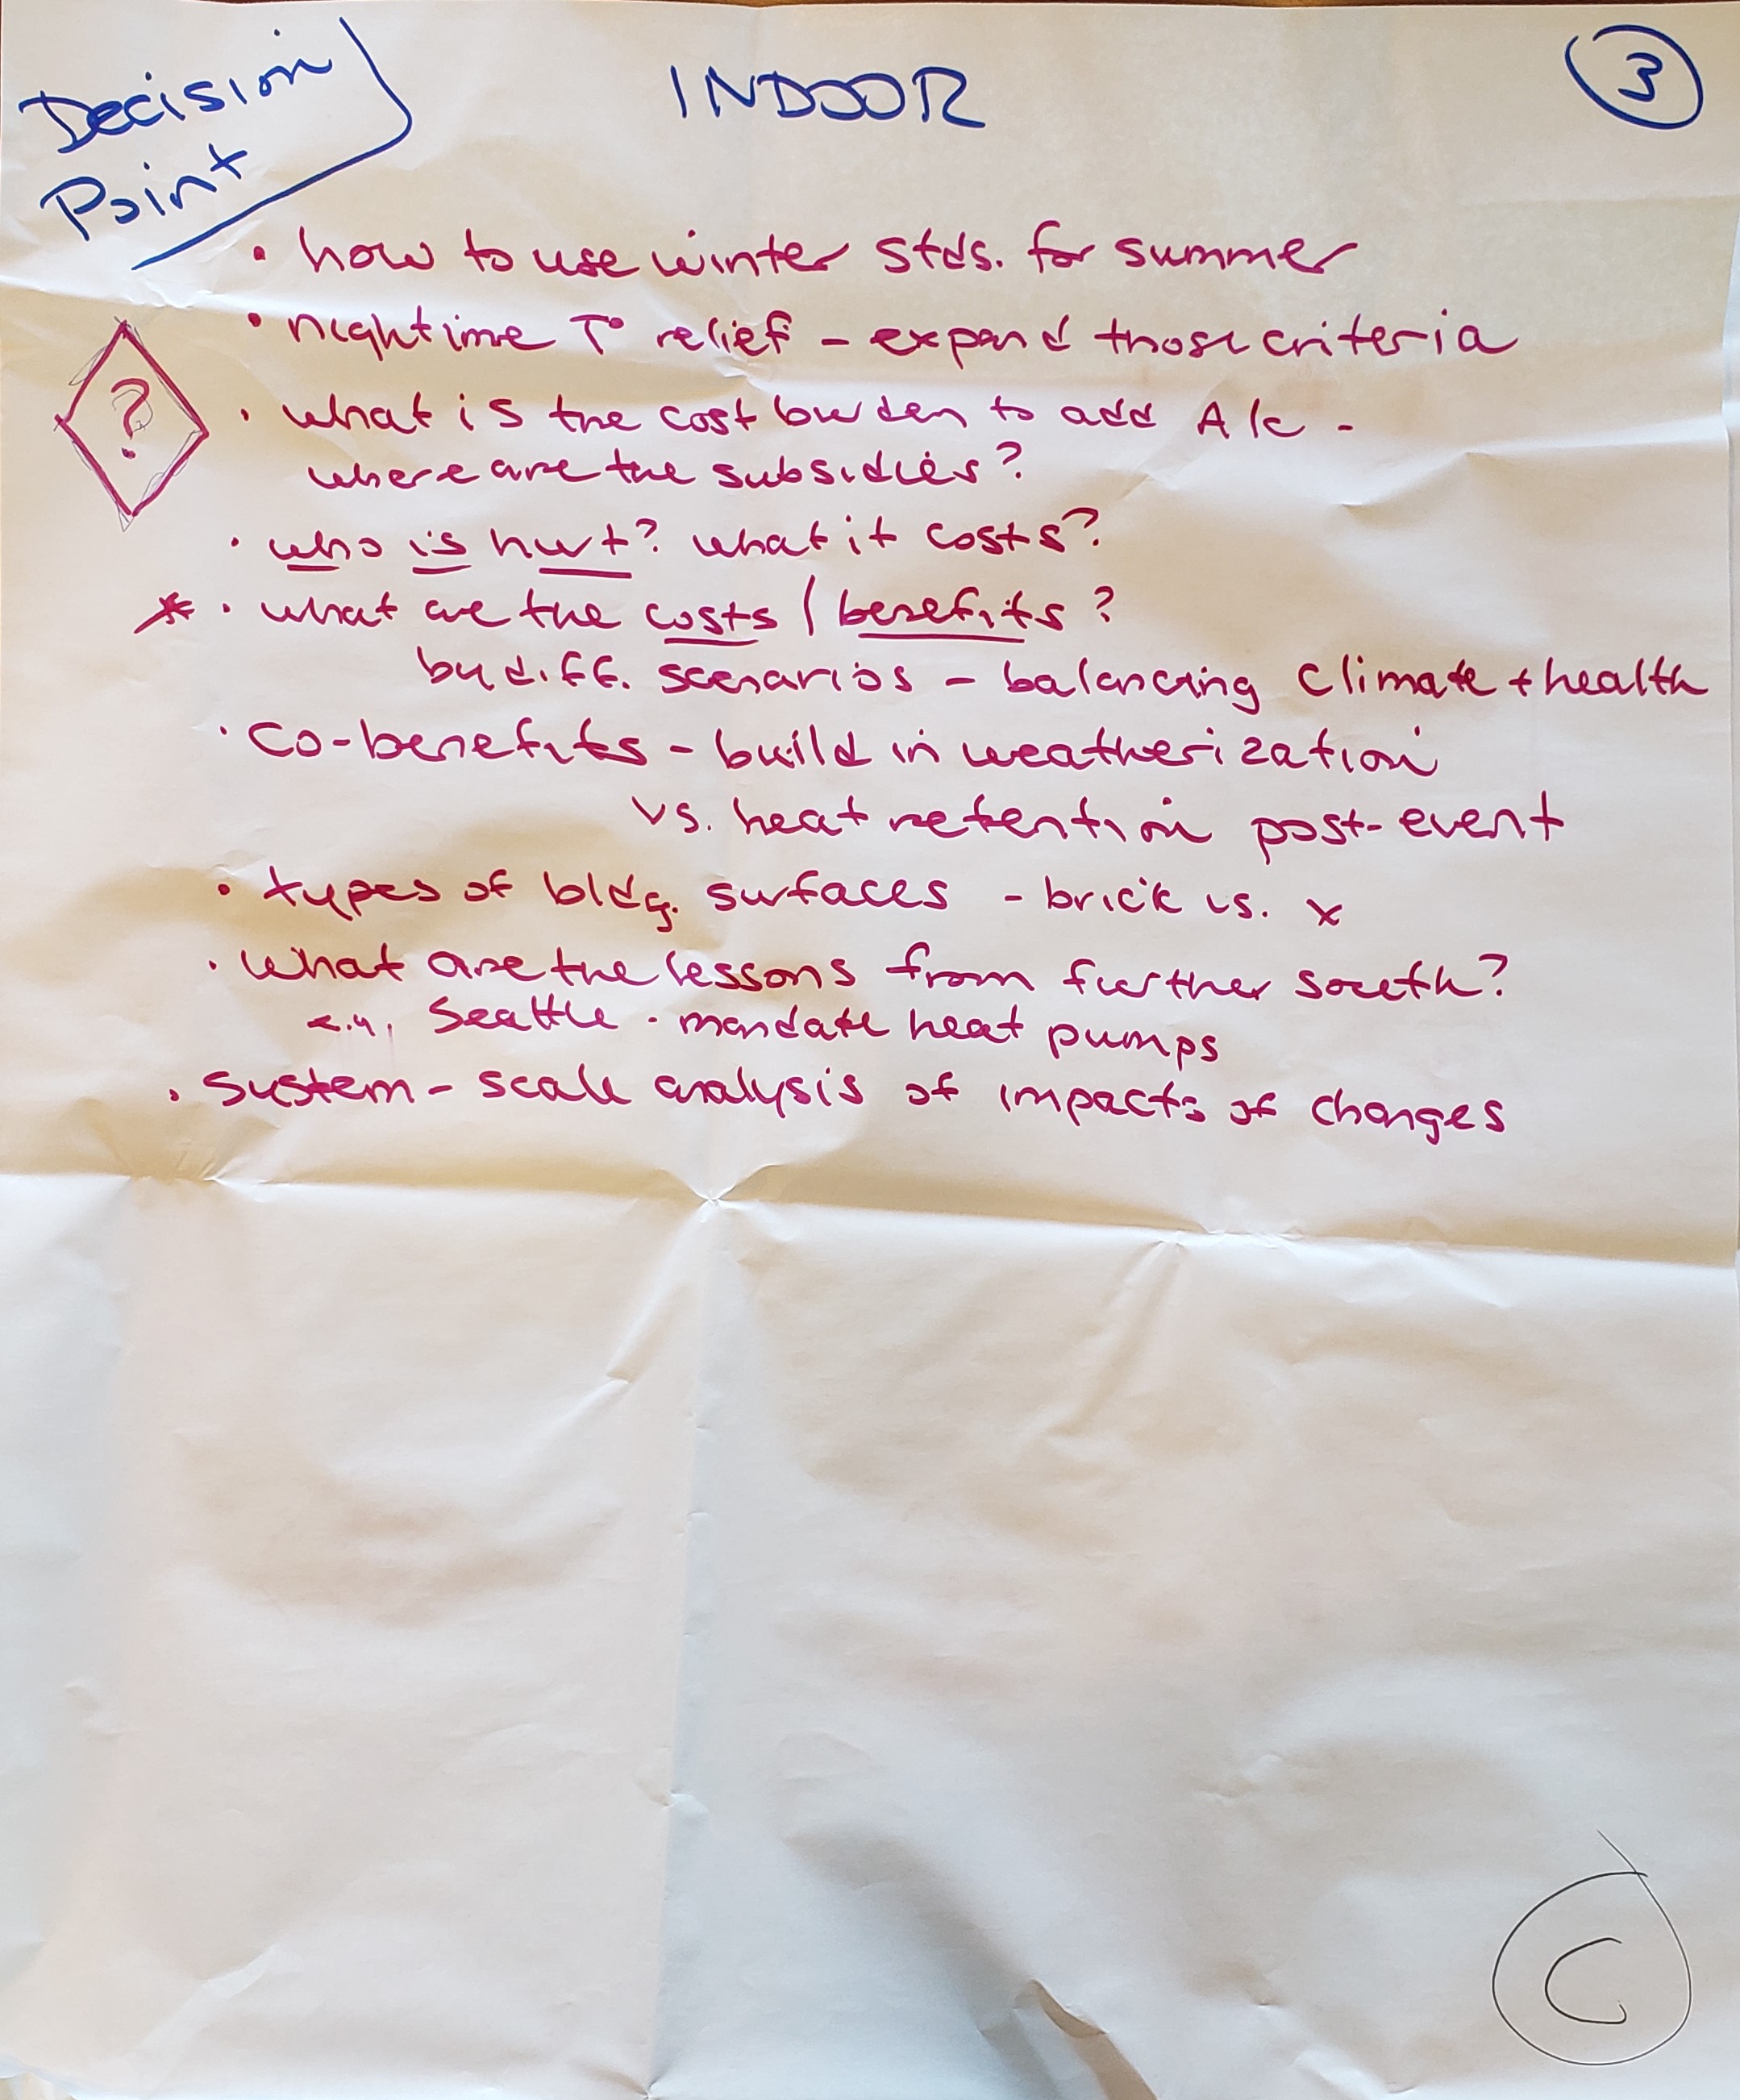 Decision
Point
INDOOR
3
• how to use winter stds. for summer
• nightime T° relief - expand those criteria
?
• what is the cost burden to add A/c -
where are the subsidies?
• who is hurt? what it costs?
* • what are the costs / benefits?
by diff. scenarios - balancing climate + health
• co-benefits - build in weatherization
vs. heat retention post-event
• types of bldg. surfaces - brick vs. x
• what are the lessons from further south?
e.g. Seattle - mandate heat pumps
• System-scale analysis of impacts of changes
C